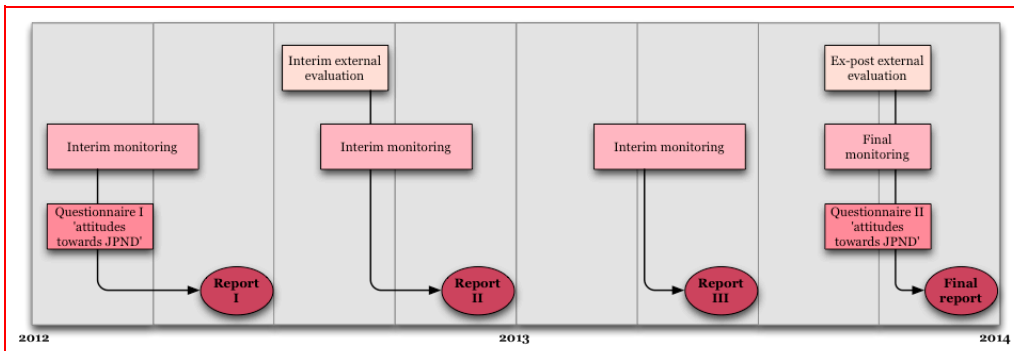 Interim external
evaluation
Ex-post external
evaluation
Interim monitoring
Interim monitoring
Interim monitoring
Final
monitoring
Questionnaire I
'attitudes
towards JPND'
Questionnaire II
'attitudes
towards JPND'
Report
I
Report
II
Report
III
Final
report
2012
2013
2014